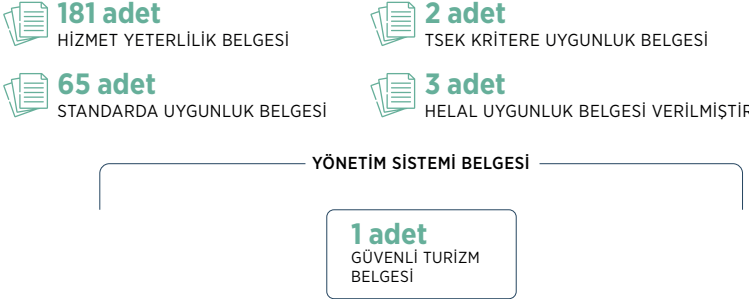 181 adet
HİZMET YETERLİLİK BELGESİ
2 adet
TSEK KRİTERE UYGUNLUK BELGESİ
65 adet
STANDARDA UYGUNLUK BELGESİ
3 adet
HELAL UYGUNLUK BELGESİ VERİLMİŞTİR
YÖNETİM SİSTEMİ BELGESİ
1 adet
GÜVENLİ TURİZM
BELGESİ